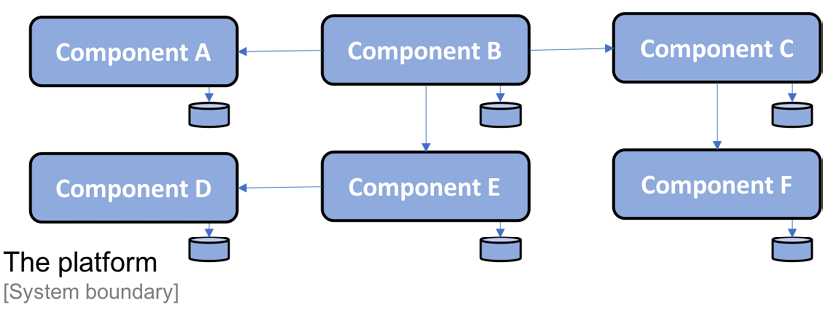 Component A
Component B
Component C
Component D
Component E
Component F
The platform
[System boundary]